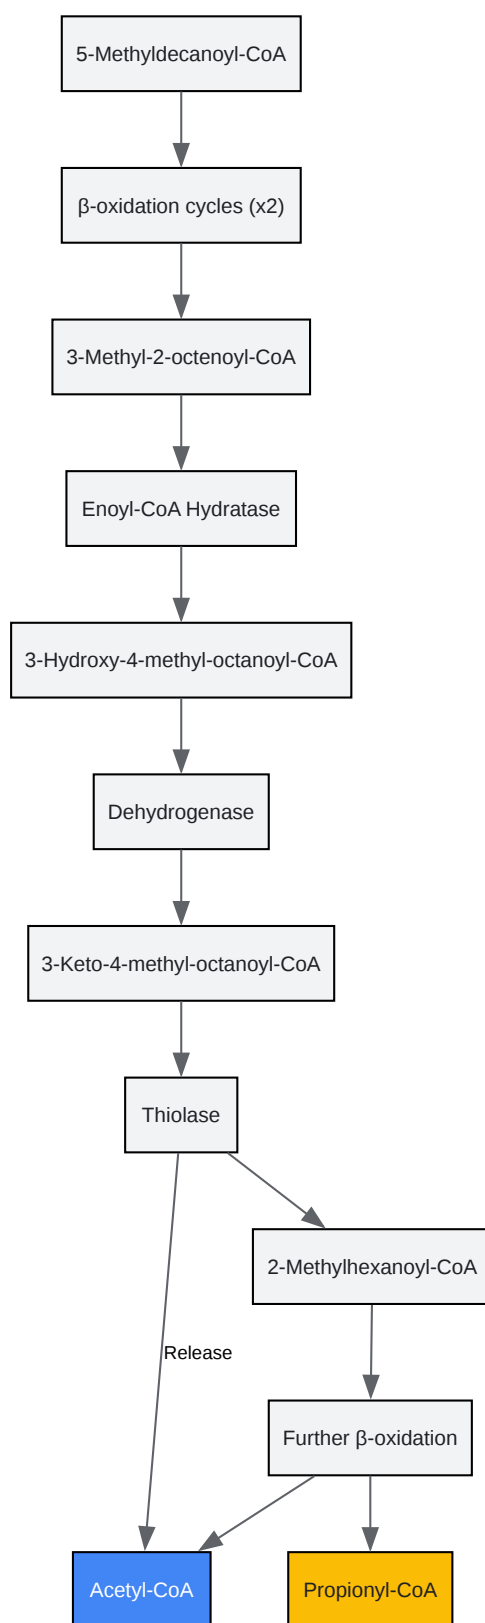 5-Methyldecanoyl-CoA
β-oxidation cycles (x2)
3-Methyl-2-octenoyl-CoA
Enoyl-CoA Hydratase
3-Hydroxy-4-methyl-octanoyl-CoA
Dehydrogenase
3-Keto-4-methyl-octanoyl-CoA
Thiolase
2-Methylhexanoyl-CoA
Release
Further β-oxidation
Acetyl-CoA
Propionyl-CoA